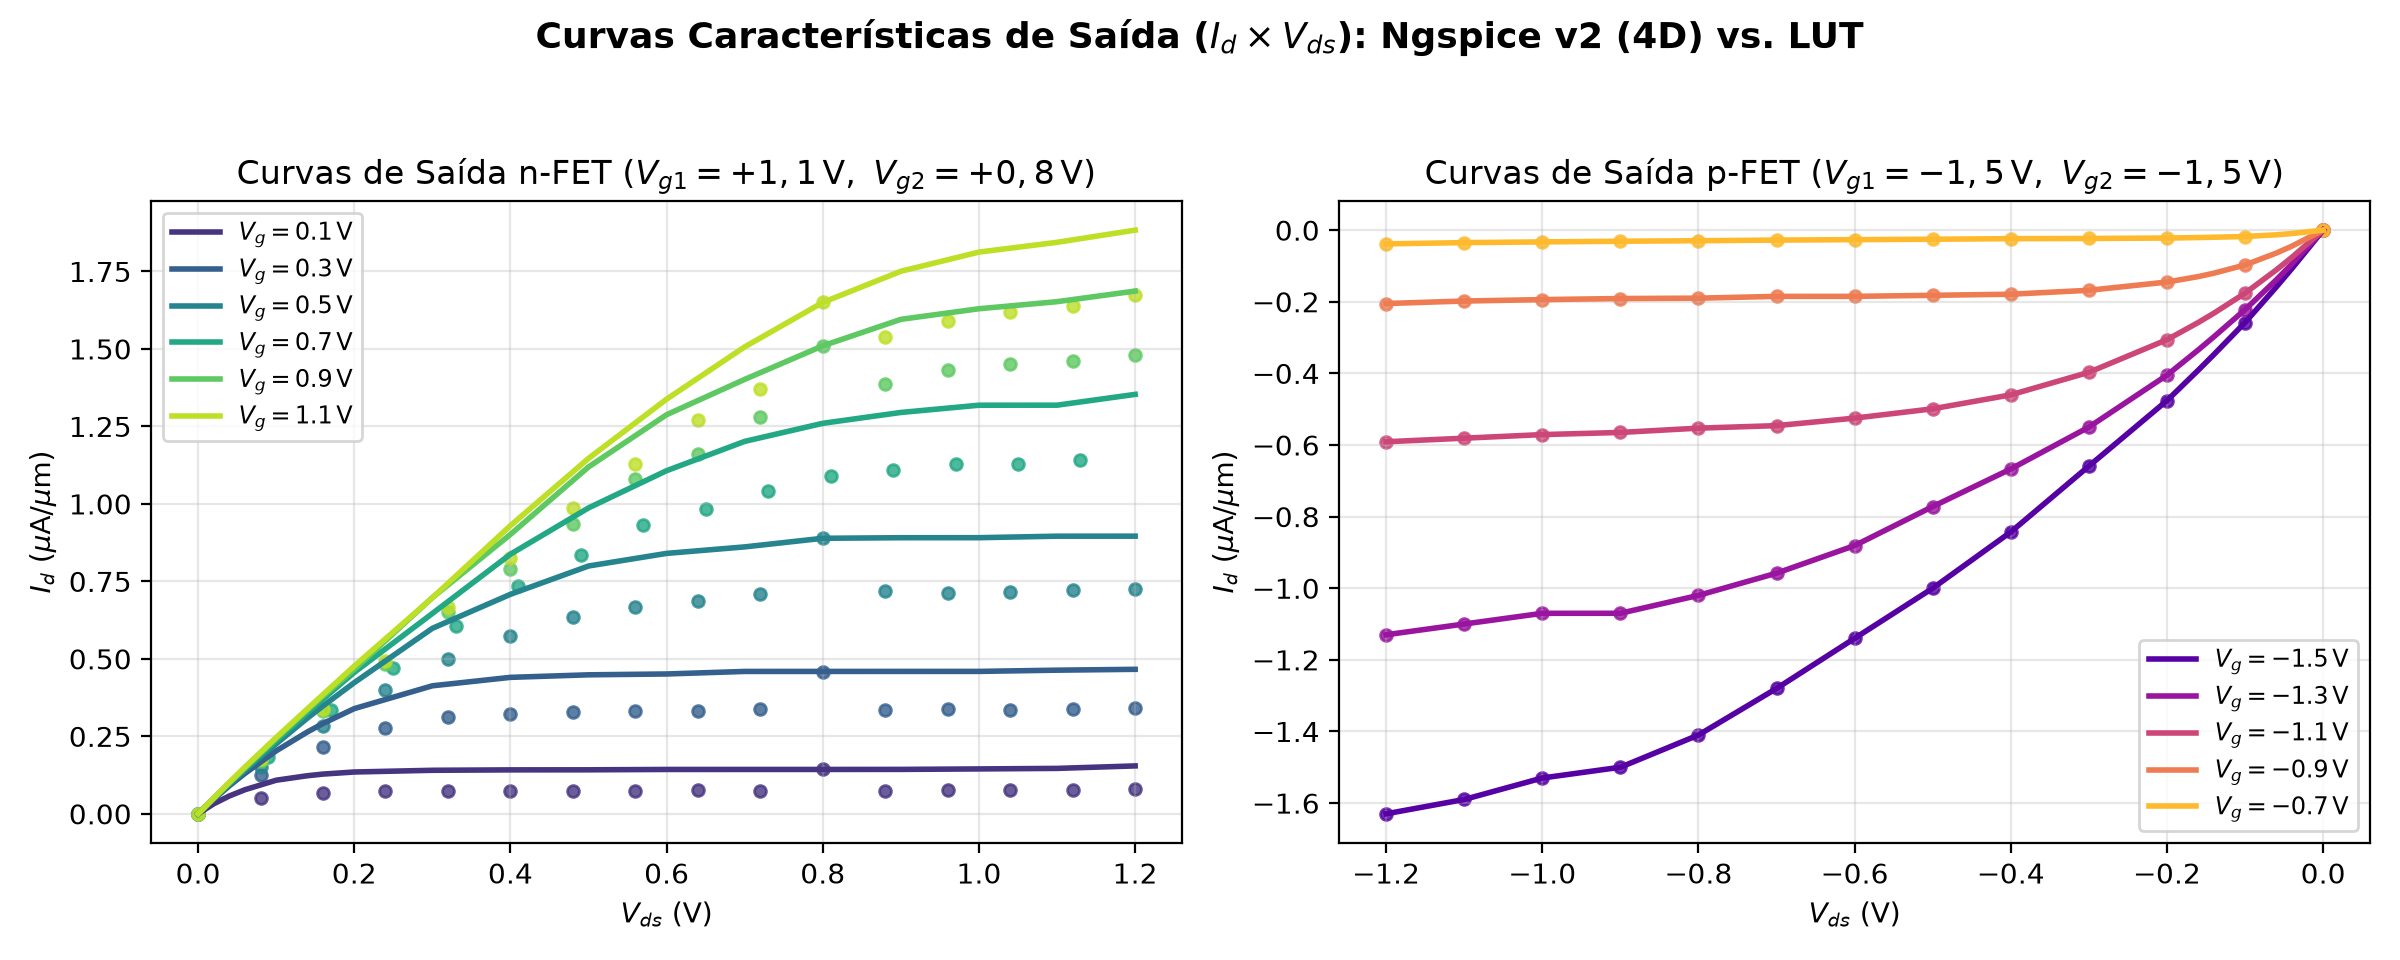 Curvas Características de Saída (I_d × V_ds): Ngspice v2 (4D) vs. LUT
Curvas de Saída n-FET (V_g1 = +1, 1 V, V_g2 = +0, 8 V)
I_d (μA/μm)
1.75
1.50
1.25
1.00
0.75
0.50
0.25
0.00
V_g = 0.1 V
V_g = 0.3 V
V_g = 0.5 V
V_g = 0.7 V
V_g = 0.9 V
V_g = 1.1 V
0.0 0.2 0.4 0.6 0.8 1.0 1.2
V_ds (V)
Curvas de Saída p-FET (V_g1 = −1, 5 V, V_g2 = −1, 5 V)
I_d (μA/μm)
0.0
−0.2
−0.4
−0.6
−0.8
−1.0
−1.2
−1.4
−1.6
V_g = −1.5 V
V_g = −1.3 V
V_g = −1.1 V
V_g = −0.9 V
V_g = −0.7 V
−1.2 −1.0 −0.8 −0.6 −0.4 −0.2 0.0
V_ds (V)